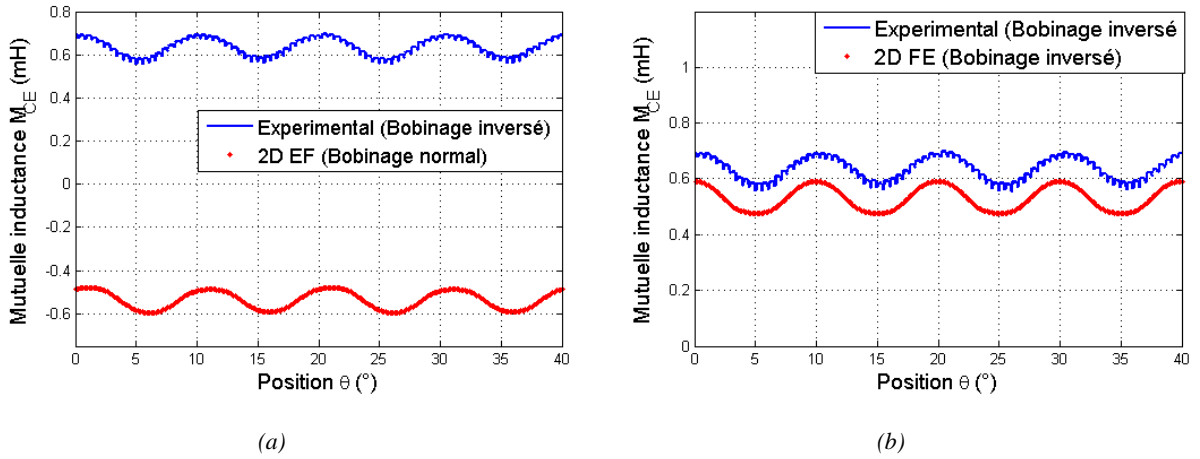 0.8
0.6
0.4
0.2
0
-0.2
-0.4
-0.6
Mutuelle inductance M_CE (mH)
Experimental (Bobinage inversé)
2D EF (Bobinage normal)
0 5 10 15 20 25 30 35 40
Position θ (°)
(a)
1
0.8
0.6
0.4
0.2
0
Mutuelle inductance M_CE (mH)
Experimental (Bobinage inversé
2D FE (Bobinage inversé)
0 5 10 15 20 25 30 35 40
Position θ (°)
(b)